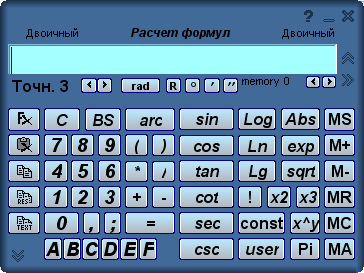 ? _ ×
Двоичный Расчет формул Двоичный
Точн. 3 rad R ° ′ ″ memory 0
Fx C BS arc sin Log Abs MS
7 8 9 ( ) cos Ln exp M+
4 5 6 * / tan Lg sqrt M-
RES 1 2 3 + - cot ! x2 x3 MR
TEXT 0 , ; = sec const x^y MC
A B C D E F csc user Pi MA